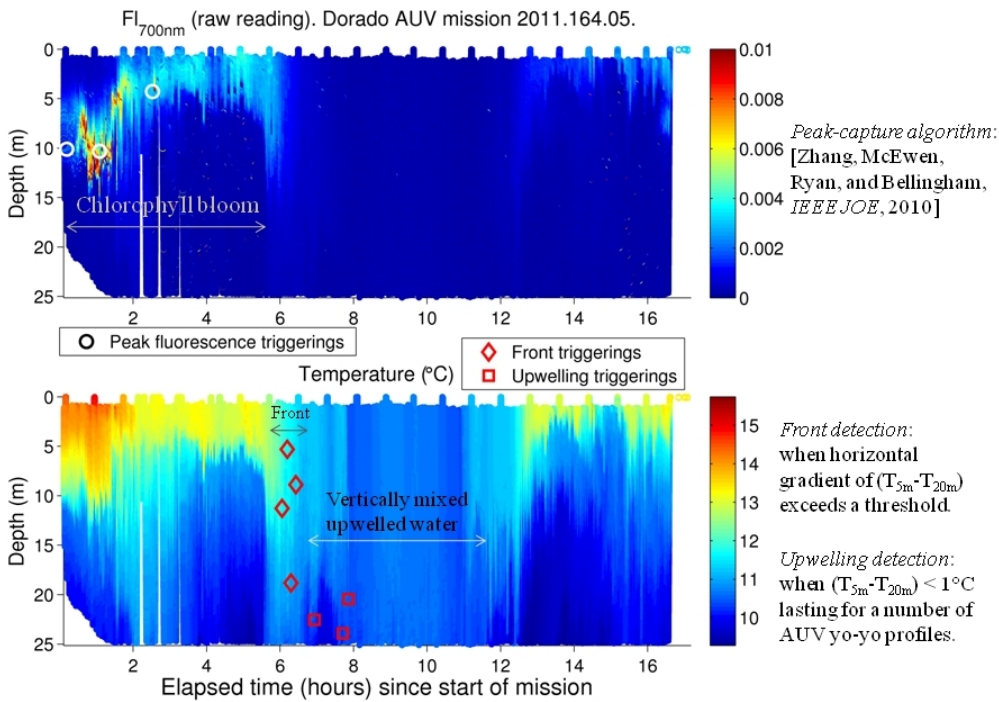 Fl700nm (raw reading). Dorado AUV mission 2011.164.05.
0
5
10
15
20
25
Depth (m)
Chlorophyll bloom
2
4
6
8
10
12
14
16
0.01
0.008
0.006
0.004
0.002
0
Peak-capture algorithm:
[Zhang, McEwen,
Ryan, and Bellingham,
IEEE JOE, 2010]
Peak fluorescence triggerings
Front triggerings
Upwelling triggerings
Temperature (°C)
0
5
10
15
20
25
Depth (m)
Front
Vertically mixed
upwelled water
2
4
6
8
10
12
14
16
Elapsed time (hours) since start of mission
15
14
13
12
11
10
Front detection:
when horizontal
gradient of (T5m-T20m)
exceeds a threshold.
Upwelling detection:
when (T5m-T20m) < 1°C
lasting for a number of
AUV yo-yo profiles.